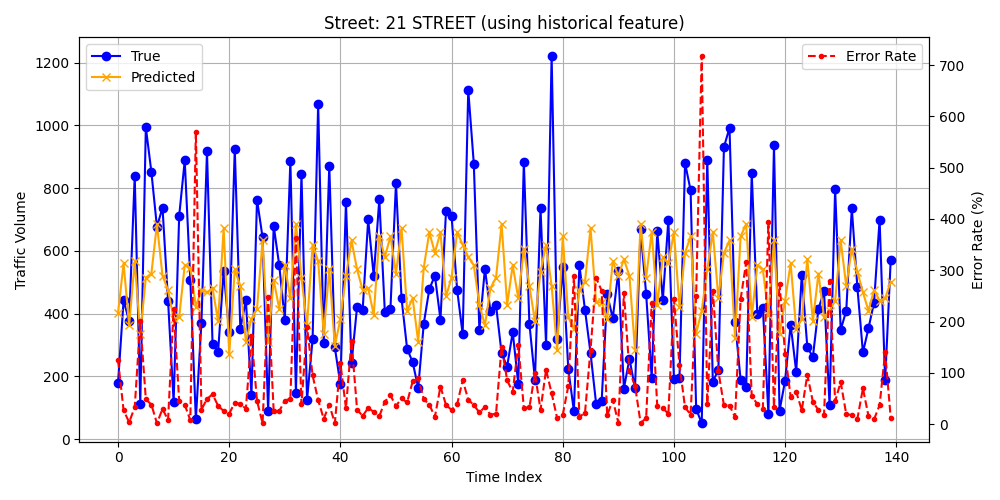 Street: 21 STREET (using historical feature)
True
Predicted
Error Rate
Traffic Volume
1200
1000
800
600
400
200
0
700
600
500
400
300
200
100
0
Error Rate (%)
0 20 40 60 80 100 120 140
Time Index